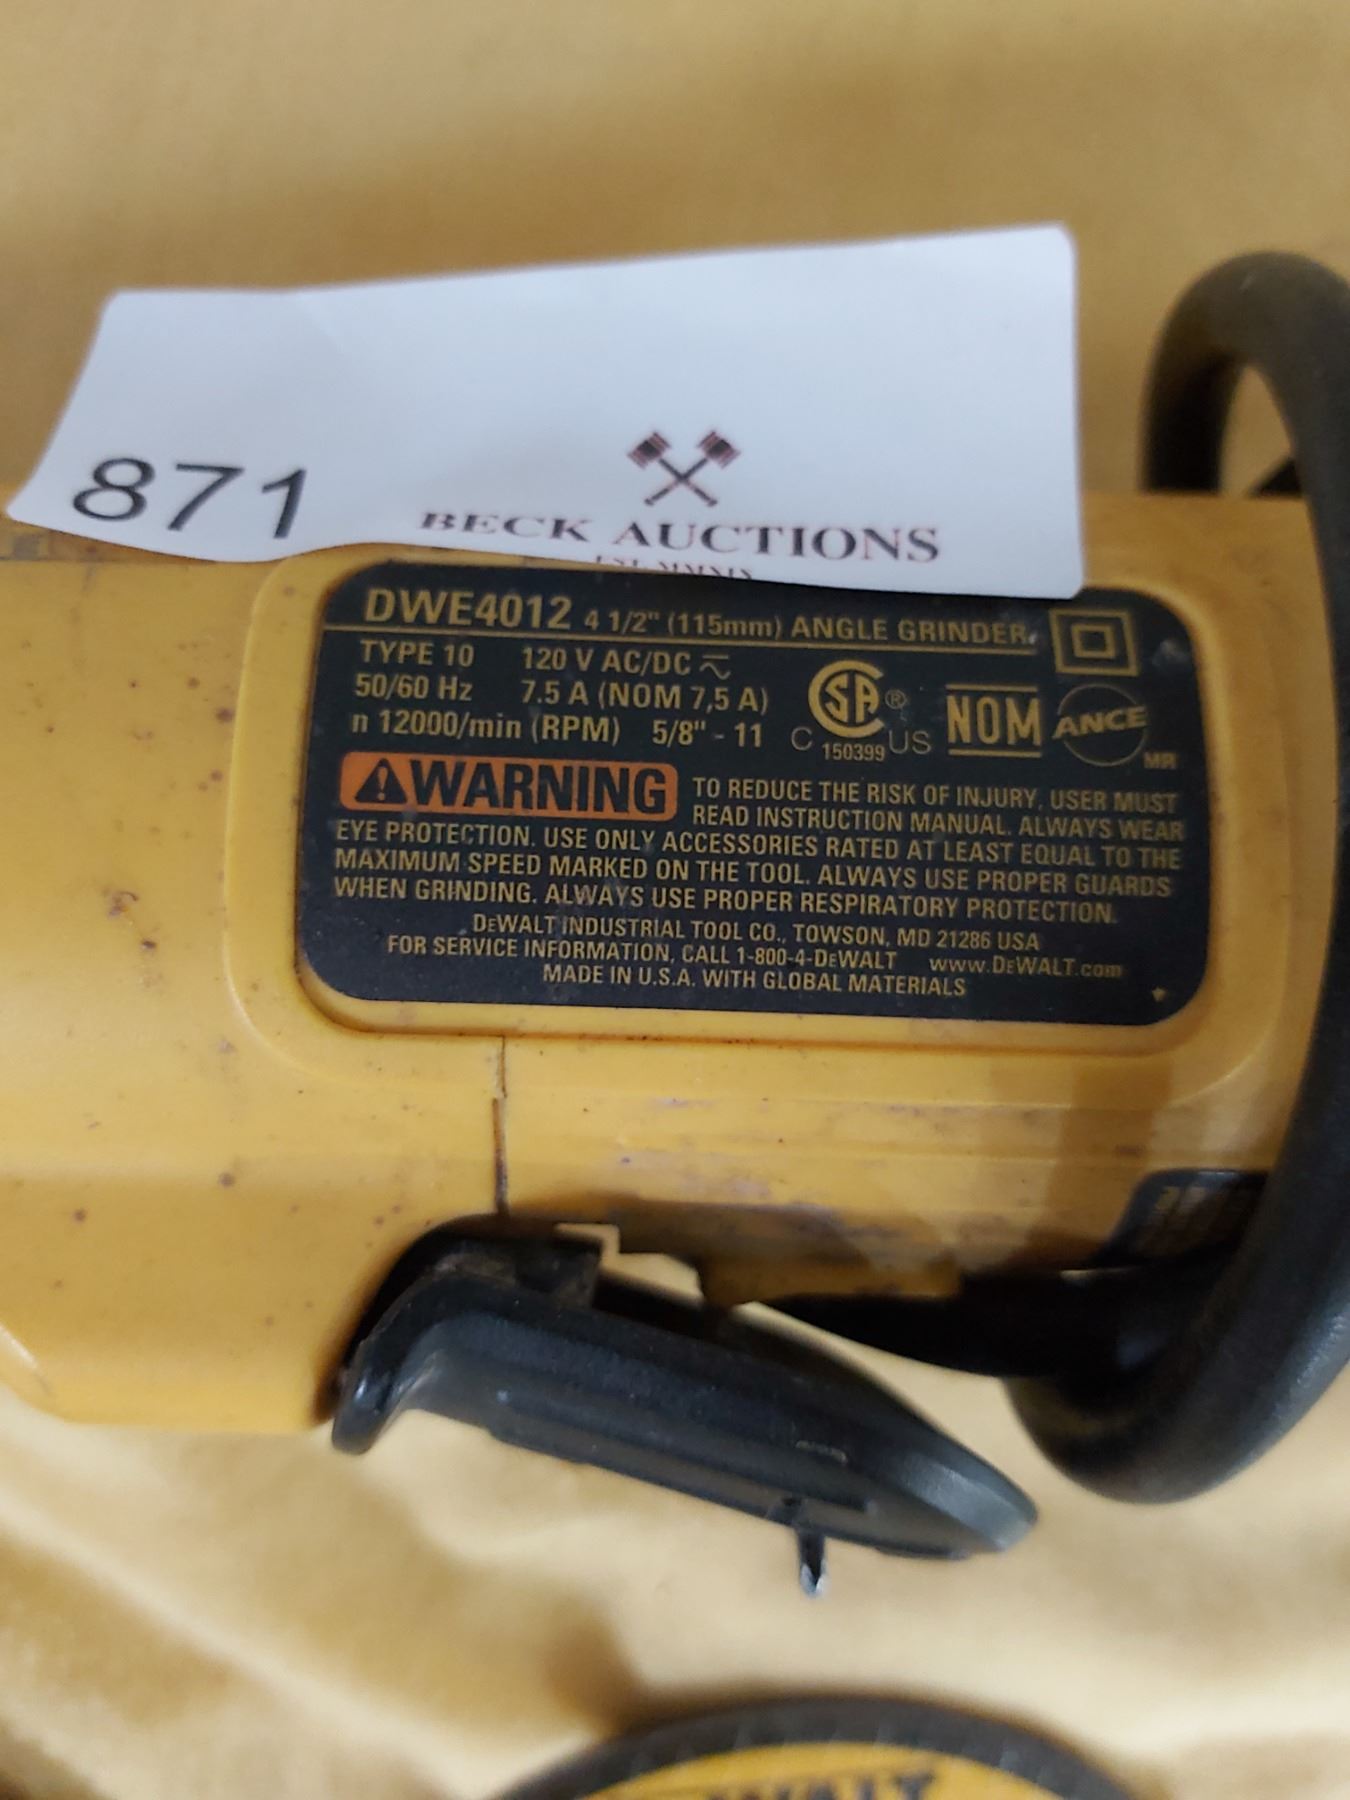 871
BECK AUCTIONS
DWE4012 4 1/2" (115mm) ANGLE GRINDER
TYPE 10 120 V AC/DC
50/60 Hz 7.5 A (NOM 7,5 A)
n 12000/min (RPM) 5/8" - 11
CSA ®
C 150399 US
NOM
ANCE
MR
WARNING TO REDUCE THE RISK OF INJURY, USER MUST
READ INSTRUCTION MANUAL. ALWAYS WEAR
EYE PROTECTION. USE ONLY ACCESSORIES RATED AT LEAST EQUAL TO THE
MAXIMUM SPEED MARKED ON THE TOOL. ALWAYS USE PROPER GUARDS
WHEN GRINDING. ALWAYS USE PROPER RESPIRATORY PROTECTION.
DEWALT INDUSTRIAL TOOL CO., TOWSON, MD 21286 USA
FOR SERVICE INFORMATION, CALL 1-800-4-DEWALT www.DEWALT.com
MADE IN U.S.A. WITH GLOBAL MATERIALS
DEWALT